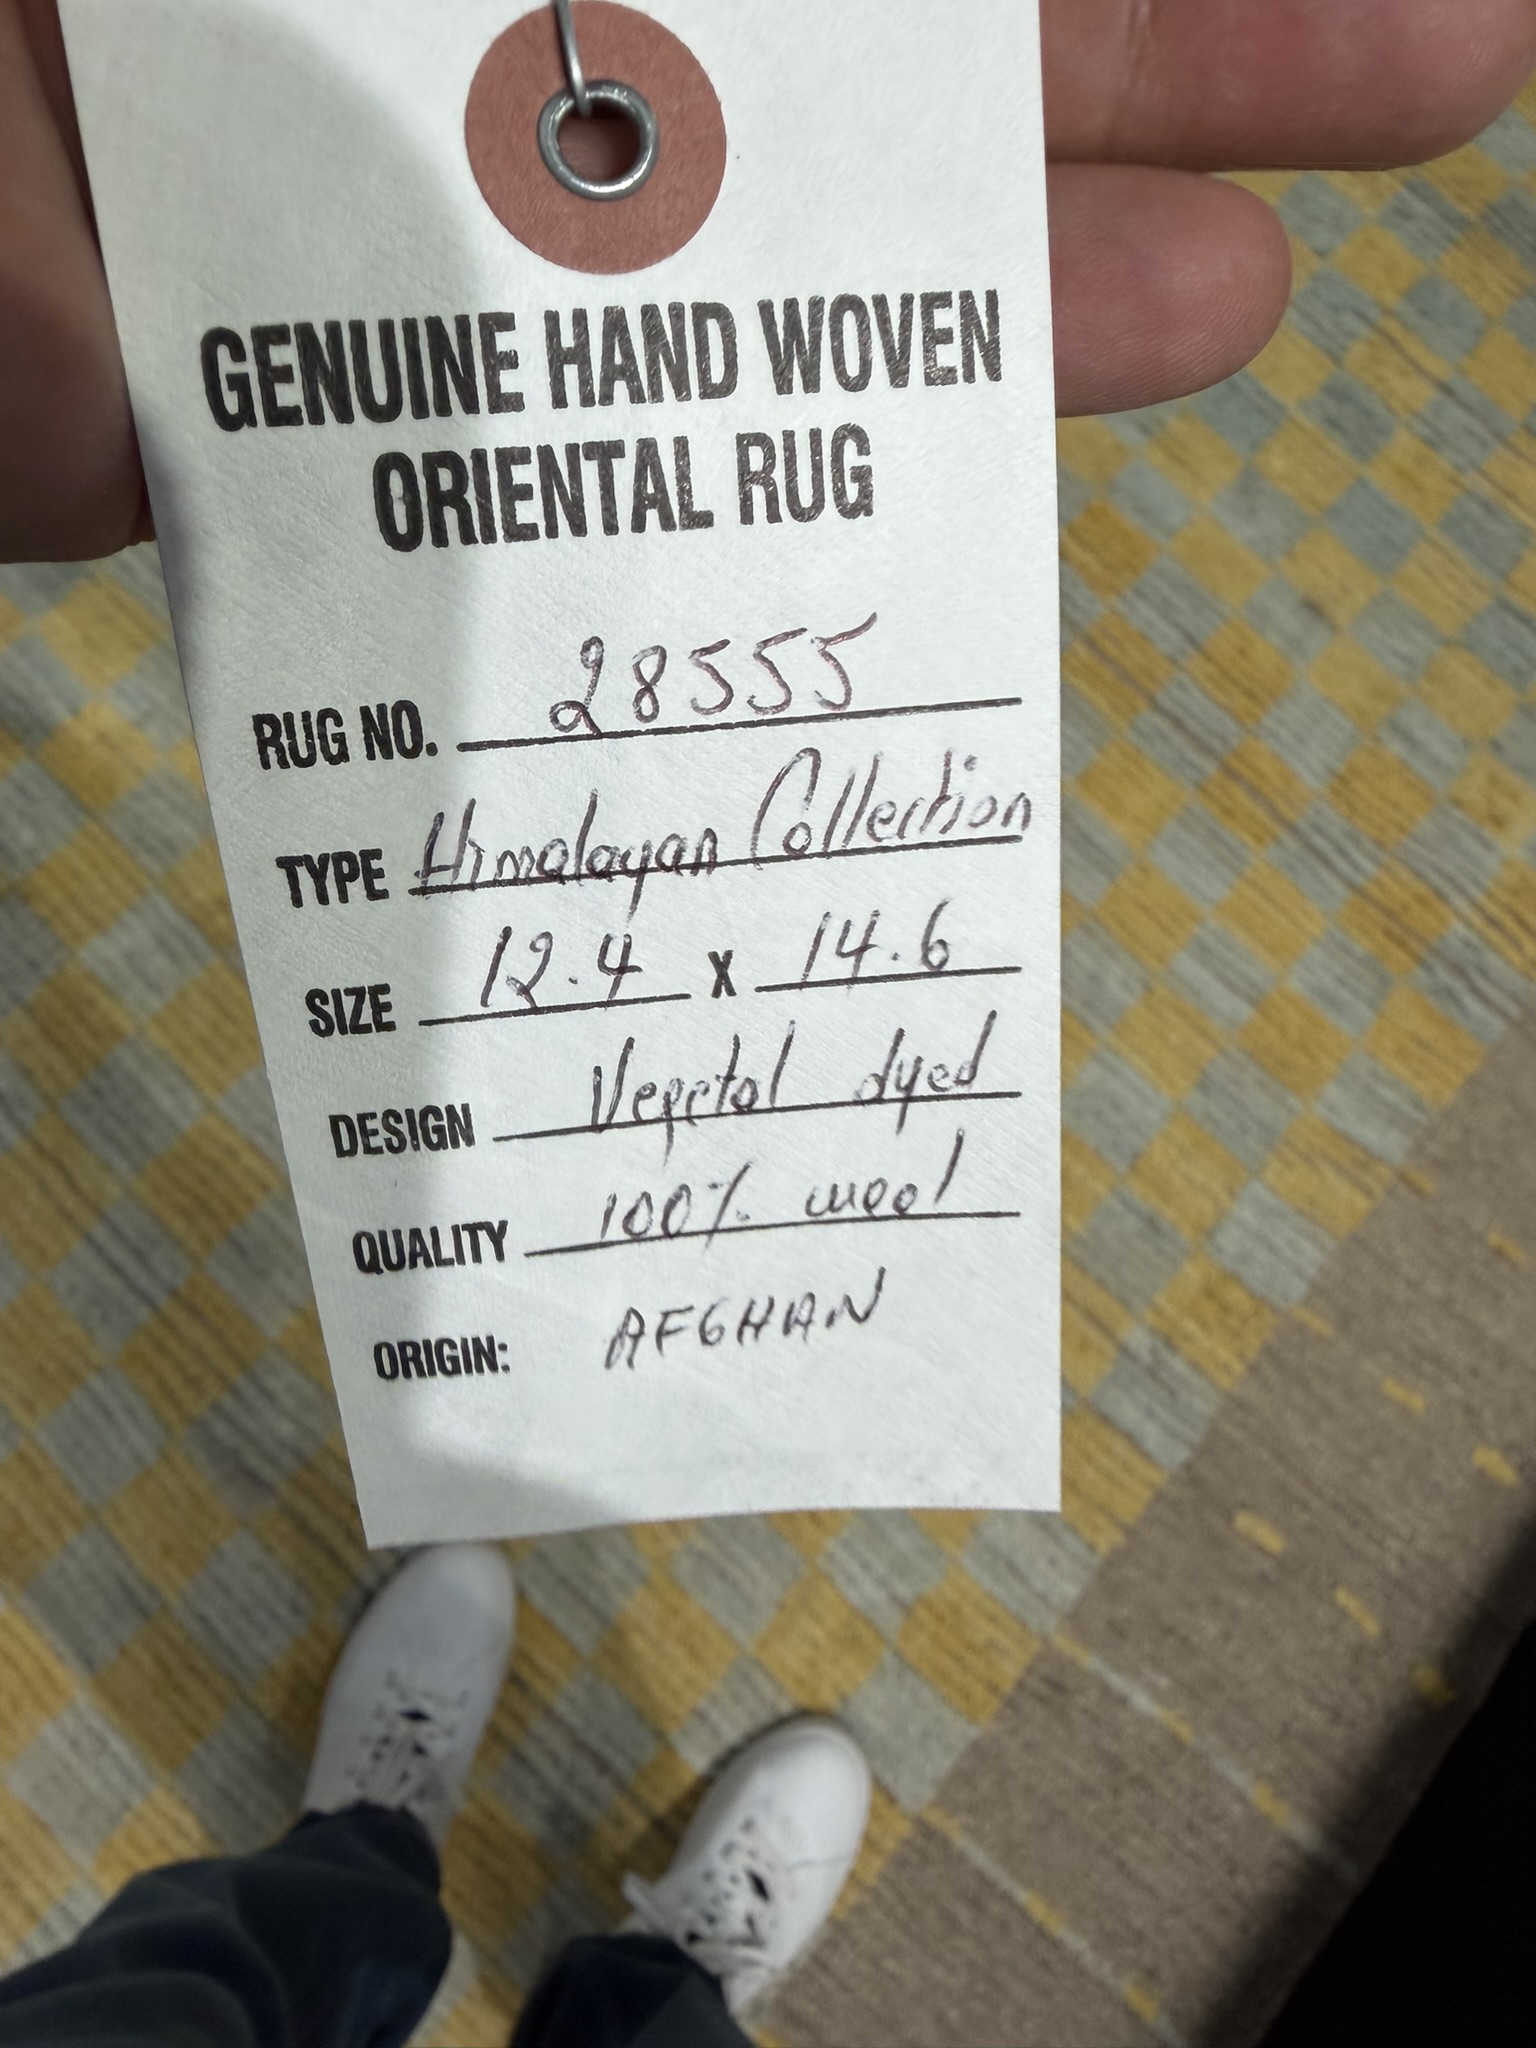 GENUINE HAND WOVEN
ORIENTAL RUG
RUG NO. 28555
TYPE Himalayan Collection
SIZE 12.4 X 14.6
DESIGN Vegetal dyed
QUALITY 100% wool
ORIGIN: AFGHAN